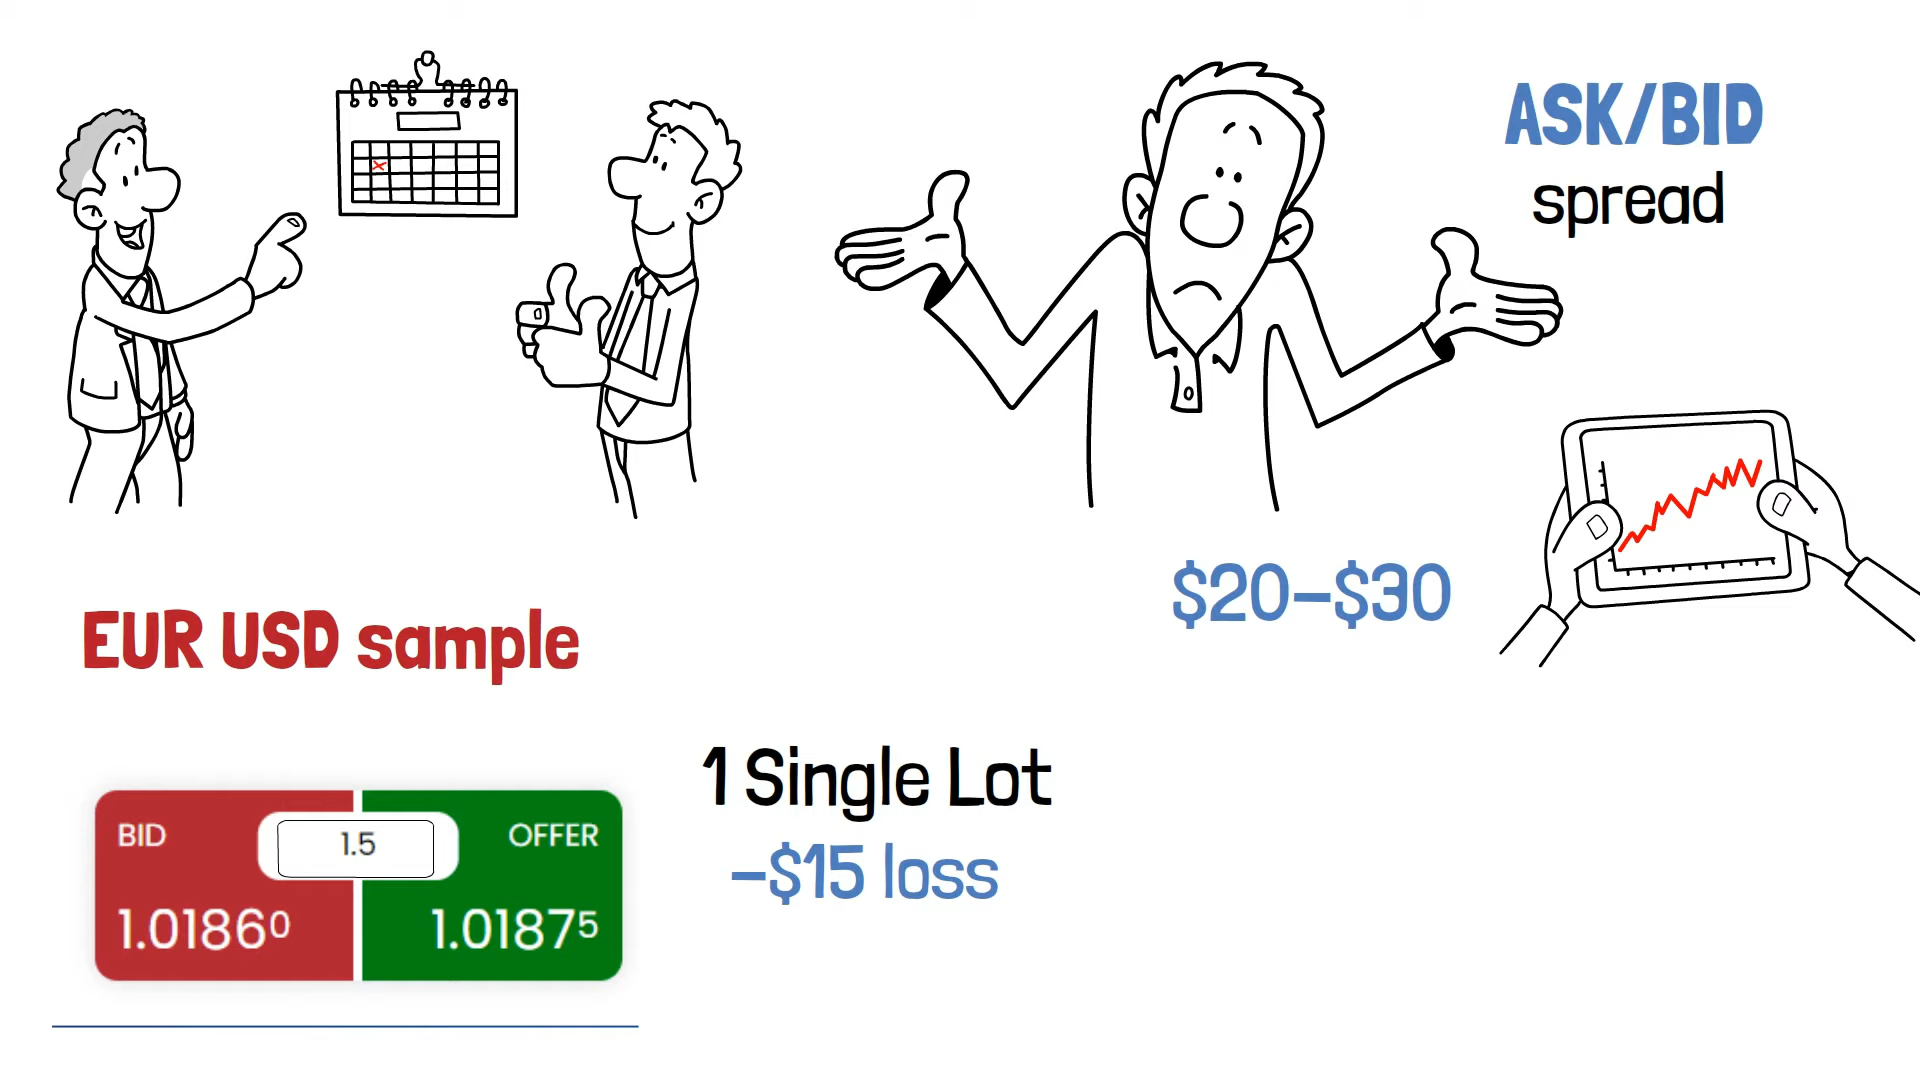 ASK/BID
spread
$20–$30
EUR USD sample
1 Single Lot
–$15 loss
BID
1.5
OFFER
1.01860
1.01875